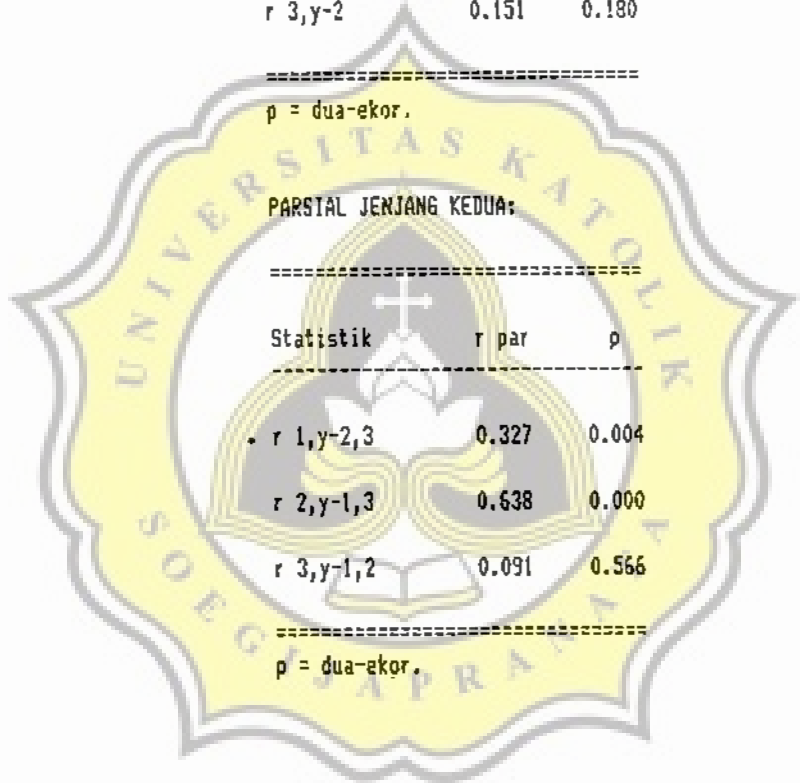 r 3,y-2 0.151 0.180
=====================================
p = dua-ekor.
PARSIAL JENJANG KEDUA:
=====================================
Statistik r par p
-------------------------------------
r 1,y-2,3 0.327 0.004
r 2,y-1,3 0.638 0.000
r 3,y-1,2 0.091 0.566
=====================================
p = dua-ekor.
UNIVERSITAS KATOLIK
SOEGIJAPRANATA